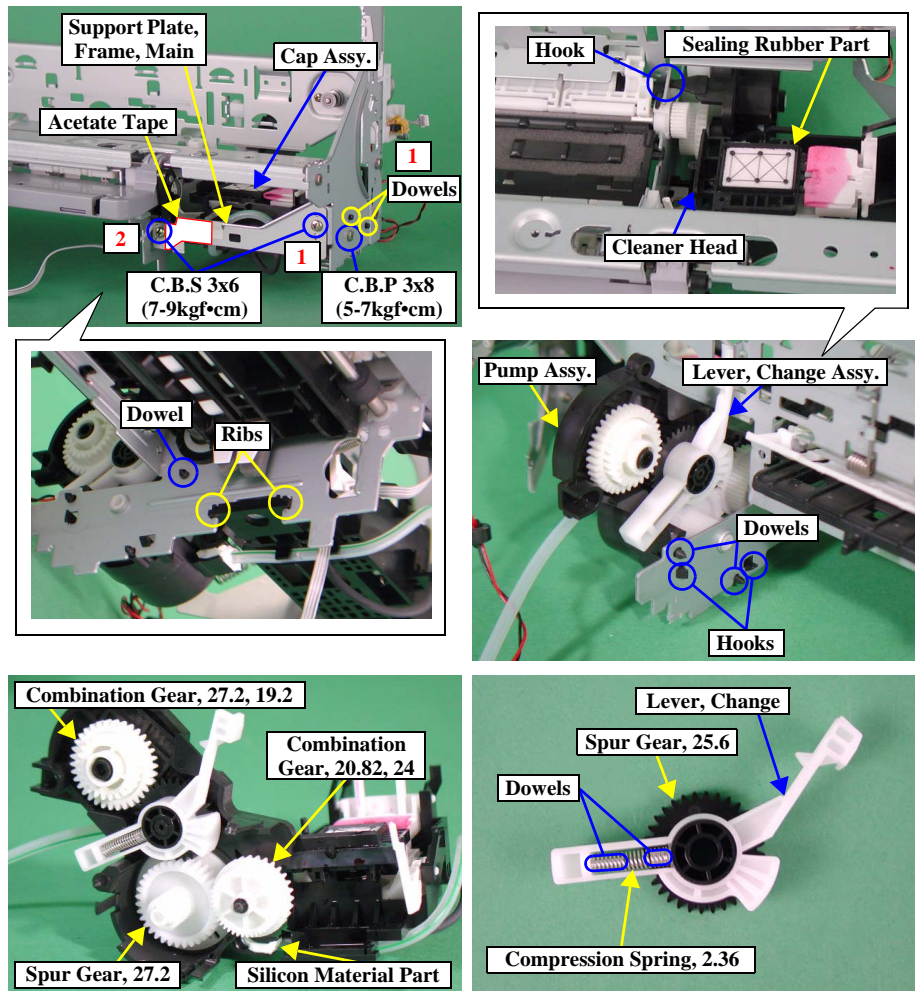 Support Plate,
Frame, Main
Cap Assy.
Acetate Tape
1
Dowels
2
1
C.B.S 3x6
(7-9kgf•cm)
C.B.P 3x8
(5-7kgf•cm)
Hook
Sealing Rubber Part
Cleaner Head
Dowel
Ribs
Pump Assy.
Lever, Change Assy.
Dowels
Hooks
Combination Gear, 27.2, 19.2
Combination
Gear, 20.82, 24
Spur Gear, 27.2
Silicon Material Part
Lever, Change
Spur Gear, 25.6
Dowels
Compression Spring, 2.36